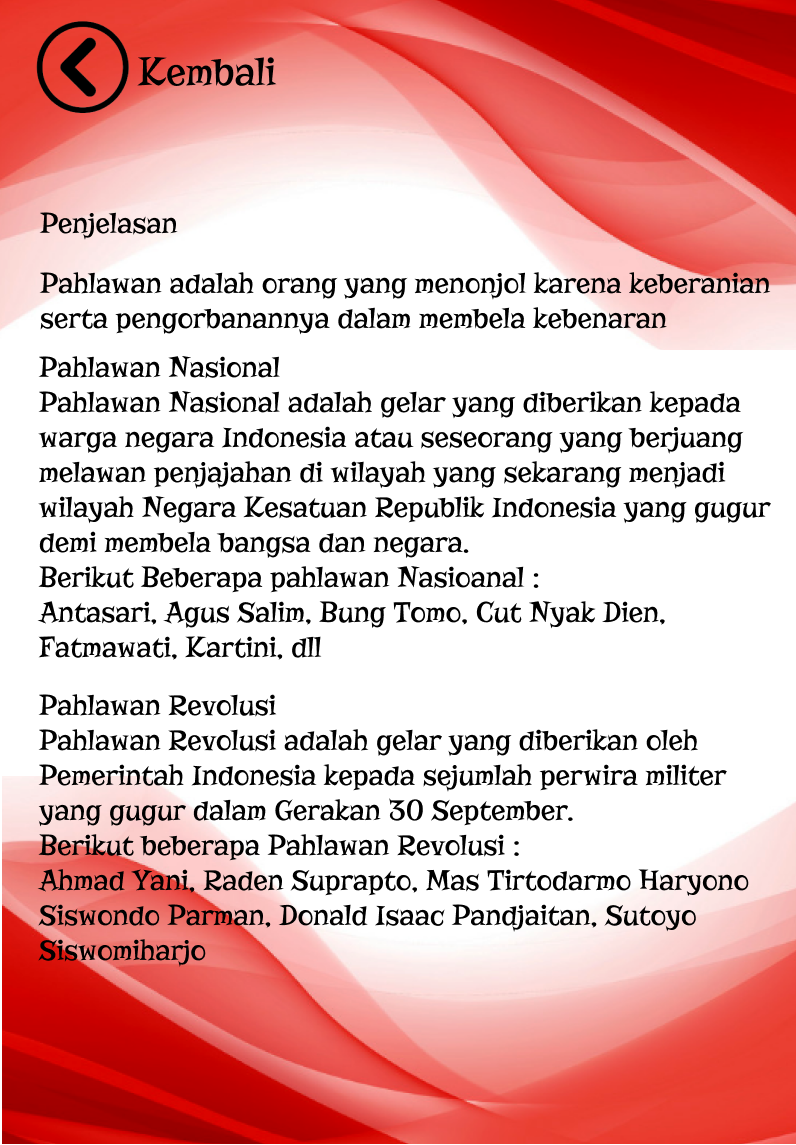 Kembali
Penjelasan
Pahlawan adalah orang yang menonjol karena keberanian
serta pengorbanannya dalam membela kebenaran
Pahlawan Nasional
Pahlawan Nasional adalah gelar yang diberikan kepada
warga negara Indonesia atau seseorang yang berjuang
melawan penjajahan di wilayah yang sekarang menjadi
wilayah Negara Kesatuan Republik Indonesia yang gugur
demi membela bangsa dan negara.
Berikut Beberapa pahlawan Nasioanal :
Antasari, Agus Salim, Bung Tomo, Cut Nyak Dien,
Fatmawati, Kartini, dll
Pahlawan Revolusi
Pahlawan Revolusi adalah gelar yang diberikan oleh
Pemerintah Indonesia kepada sejumlah perwira militer
yang gugur dalam Gerakan 30 September.
Berikut beberapa Pahlawan Revolusi :
Ahmad Yani, Raden Suprapto, Mas Tirtodarmo Haryono
Siswondo Parman, Donald Isaac Pandjaitan, Sutoyo
Siswomiharjo